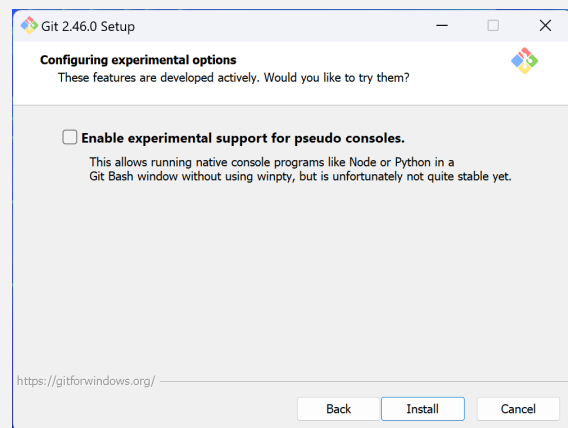 Git 2.46.0 Setup
Configuring experimental options
These features are developed actively. Would you like to try them?
Enable experimental support for pseudo consoles.
This allows running native console programs like Node or Python in a
Git Bash window without using winpty, but is unfortunately not quite stable yet.
https://gitforwindows.org/
Back Install Cancel